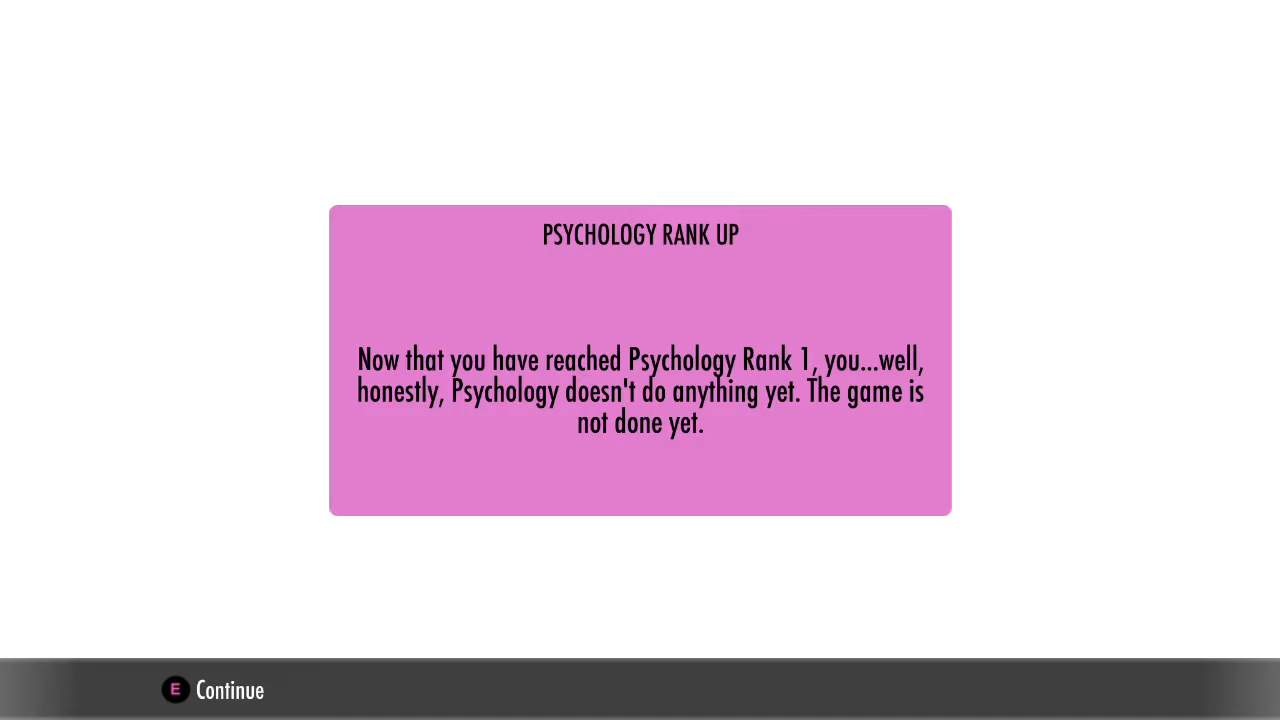 PSYCHOLOGY RANK UP
Now that you have reached Psychology Rank 1, you...well,
honestly, Psychology doesn't do anything yet. The game is
not done yet.
E Continue